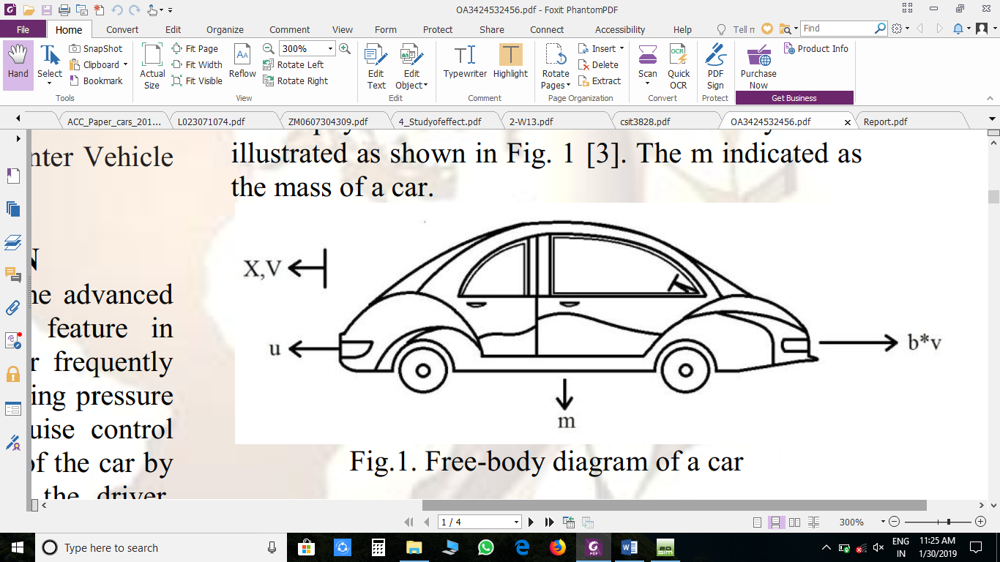 OA3424532456.pdf - Foxit PhantomPDF
File Home Convert Edit Organize Comment View Form Protect Share Connect Accessibility Help Tell m Find
Hand
Select
SnapShot
Clipboard
Bookmark
Tools
Actual Size
Fit Page
Fit Width
Fit Visible
Reflow
300%
Rotate Left
Rotate Right
View
Edit Text
Edit Object
Edit
Typewriter
Highlight
Comment
Rotate Pages
Insert
Delete
Extract
Page Organization
Scan
Quick OCR
Convert
PDF Sign
Protect
Purchase Now
Product Info
Get Business
ACC_Paper_cars_201... L023071074.pdf ZM0607304309.pdf 4_Studyofeffect.pdf 2-W13.pdf csit3828.pdf OA3424532456.pdf Report.pdf
nter Vehicle
N
ne advanced
feature in
r frequently
ing pressure
uise control
of the car by
the driver.
illustrated as shown in Fig. 1 [3]. The m indicated as
the mass of a car.
X,V
u
b*v
m
Fig.1. Free-body diagram of a car
1 / 4
300%
Type here to search
ENG
IN
11:25 AM
1/30/2019